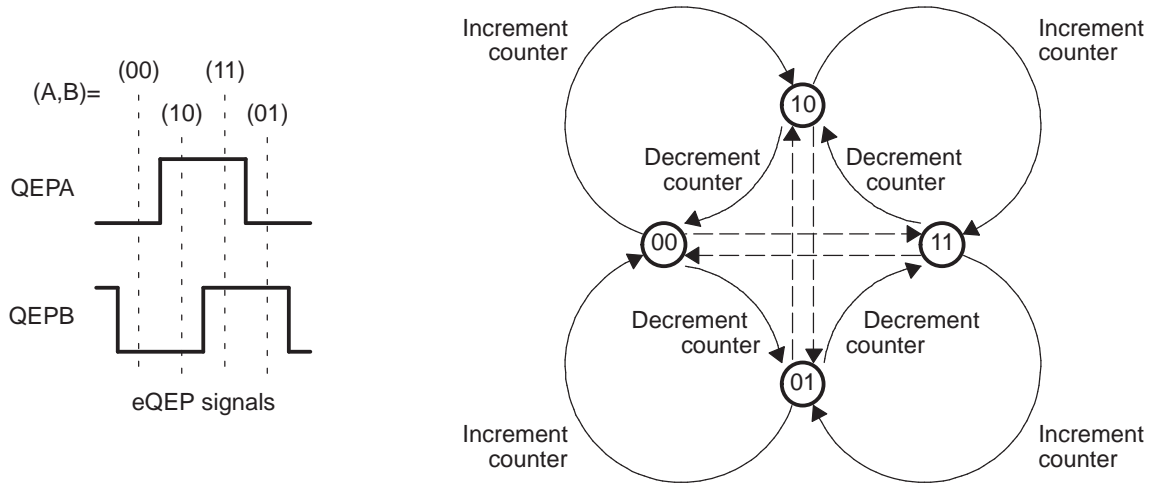 (A,B)=
(00)
(11)
(10)
(01)
QEPA
QEPB
eQEP signals
Increment
counter
Increment
counter
10
Decrement
counter
Decrement
counter
00
11
Decrement
counter
Decrement
counter
01
Increment
counter
Increment
counter